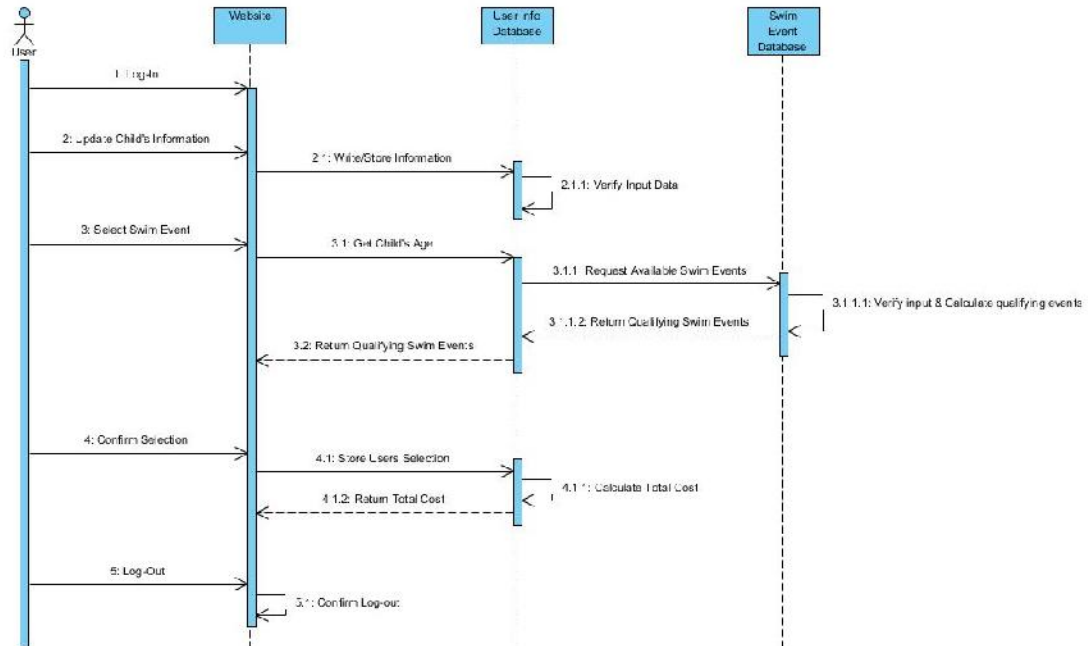 Website
User Info
Database
Swim
Event
Database
User
1: Log-In
2: Update Child's Information
2.1: Write/Store Information
2.1.1: Verify Input Data
3: Select Swim Event
3.1: Get Child's Age
3.1.1: Request Available Swim Events
3.1.1.1: Verify input & Calculate qualifying events
3.1.1.2: Return Qualifying Swim Events
3.2: Return Qualifying Swim Events
4: Confirm Selection
4.1: Store Users Selection
4.1.1: Calculate Total Cost
4.1.2: Return Total Cost
5: Log-Out
5.1: Confirm Log-out